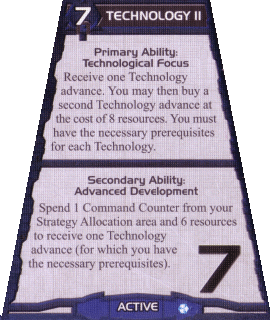 7 TECHNOLOGY II
Primary Ability:
Technological Focus
Receive one Technology
advance. You may then buy a
second Technology advance at
the cost of 8 resources. You must
have the necessary prerequisites
for each Technology.
Secondary Ability:
Advanced Development
Spend 1 Command Counter from your
Strategy Allocation area and 6 resources
to receive one Technology
advance (for which you have
the necessary prerequisites).
7
ACTIVE